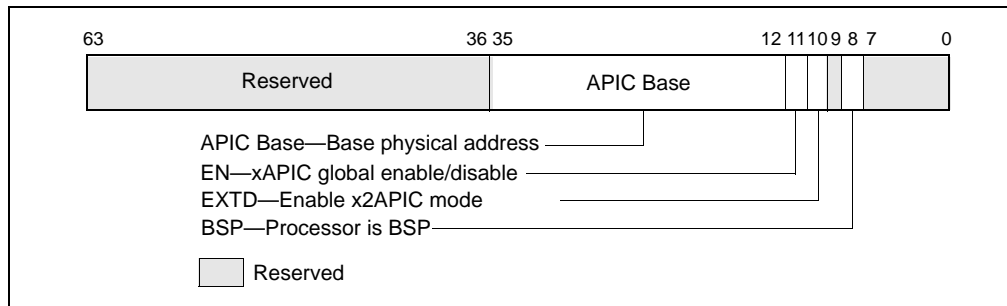 63 36 35 12 11 10 9 8 7 0
Reserved APIC Base
APIC Base—Base physical address
EN—xAPIC global enable/disable
EXTD—Enable x2APIC mode
BSP—Processor is BSP
Reserved